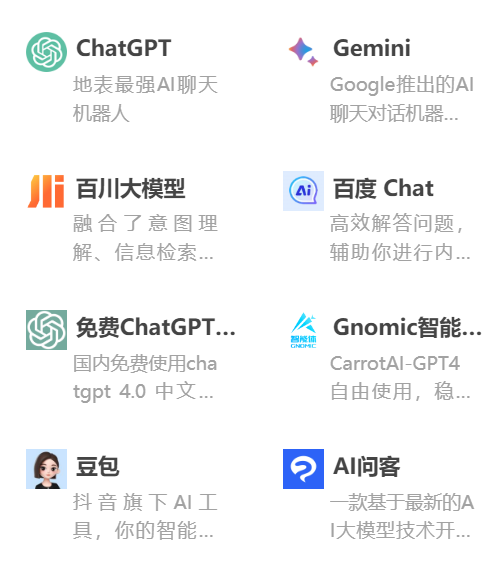 ChatGPT
地表最强AI聊天
机器人
Gemini
Google推出的AI
聊天对话机器...
百川大模型
融合了意图理
解、信息检索...
Ai
百度 Chat
高效解答问题，
辅助你进行内...
免费ChatGPT...
国内免费使用cha
tgpt 4.0 中文...
智能体
GNOMIC
Gnomic智能...
CarrotAI-GPT4
自由使用，稳...
豆包
抖音旗下AI工
具，你的智能...
AI问客
一款基于最新的A
I大模型技术开...